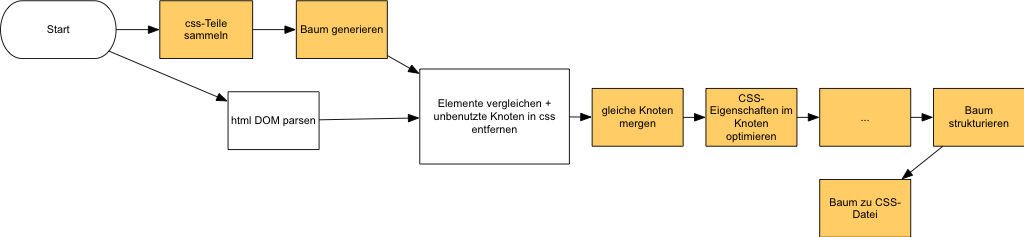 Start
css-Teile
sammeln
Baum generieren
html DOM parsen
Elemente vergleichen +
unbenutzte Knoten in css
entfernen
gleiche Knoten
mergen
CSS-
Eigenschaften im
Knoten
optimieren
...
Baum
strukturieren
Baum zu CSS-
Datei